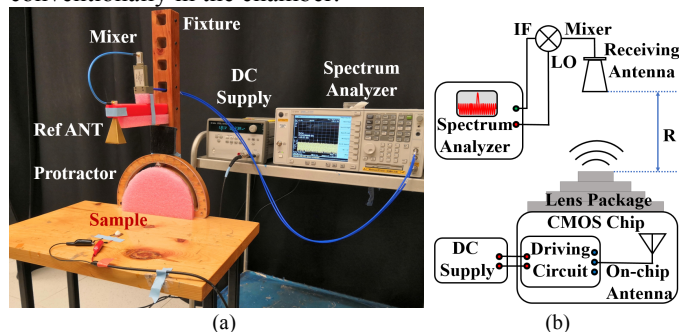 conventionally in the chamber.
Fixture
Mixer
DC
Supply
Spectrum
Analyzer
Ref ANT
Protractor
Sample
(a)
IF
Mixer
LO
Receiving
Antenna
Spectrum
Analyzer
R
Lens Package
CMOS Chip
DC
Supply
Driving
Circuit
On-chip
Antenna
(b)